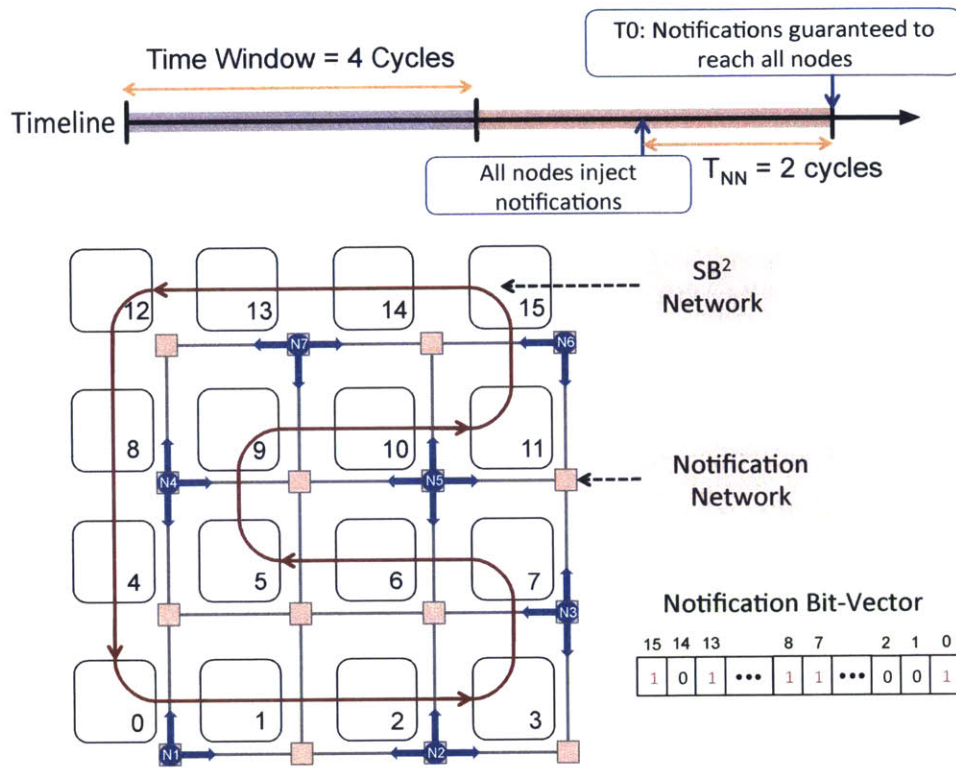 T0: Notifications guaranteed to
reach all nodes
Time Window = 4 Cycles
Timeline
All nodes inject
notifications
T_NN = 2 cycles
SB²
Network
12 13 14 15
N7 N6
8 9 10 11
N4 N5
Notification
Network
4 5 6 7
N3
Notification Bit-Vector
15 14 13 8 7 2 1 0
1 0 1 ••• 1 1 ••• 0 0 1
0 1 2 3
N1 N2